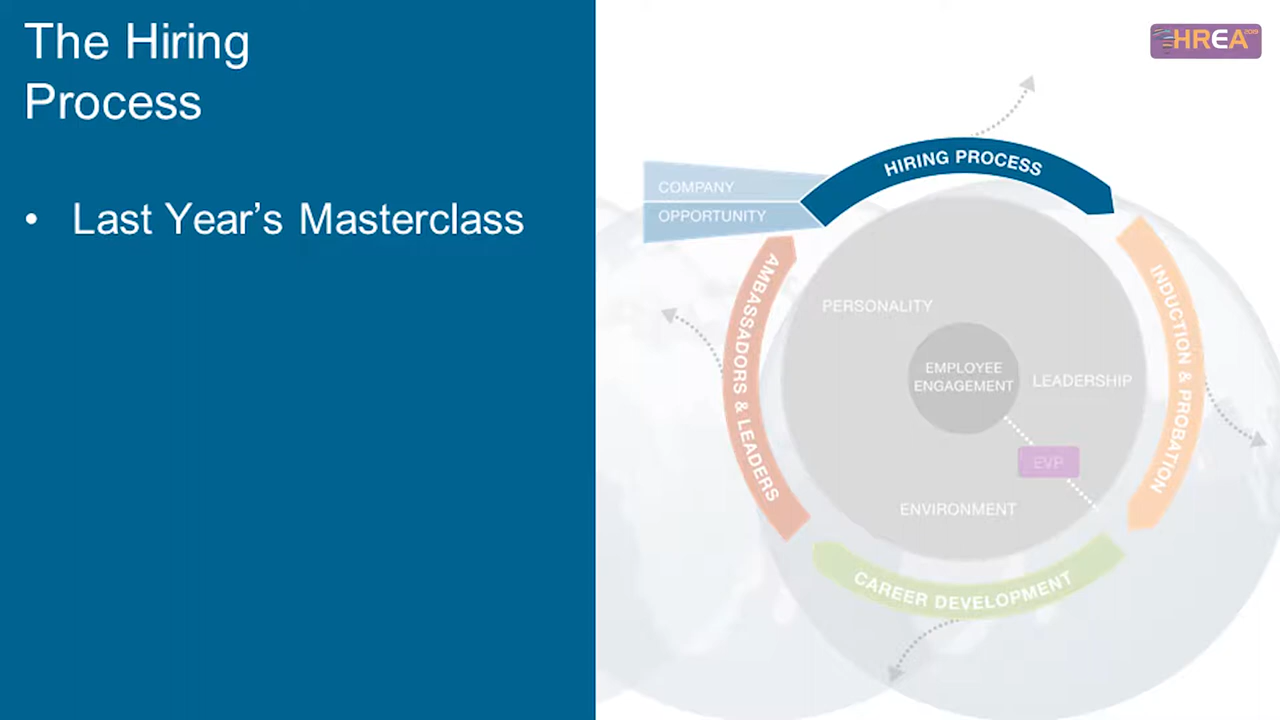 The Hiring
Process
• Last Year's Masterclass
HREA 2019
HIRING PROCESS
COMPANY
OPPORTUNITY
AMBASSADORS & LEADERS
INDUCTION & PROBATION
PERSONALITY
EMPLOYEE
ENGAGEMENT
LEADERSHIP
EVP
ENVIRONMENT
CAREER DEVELOPMENT